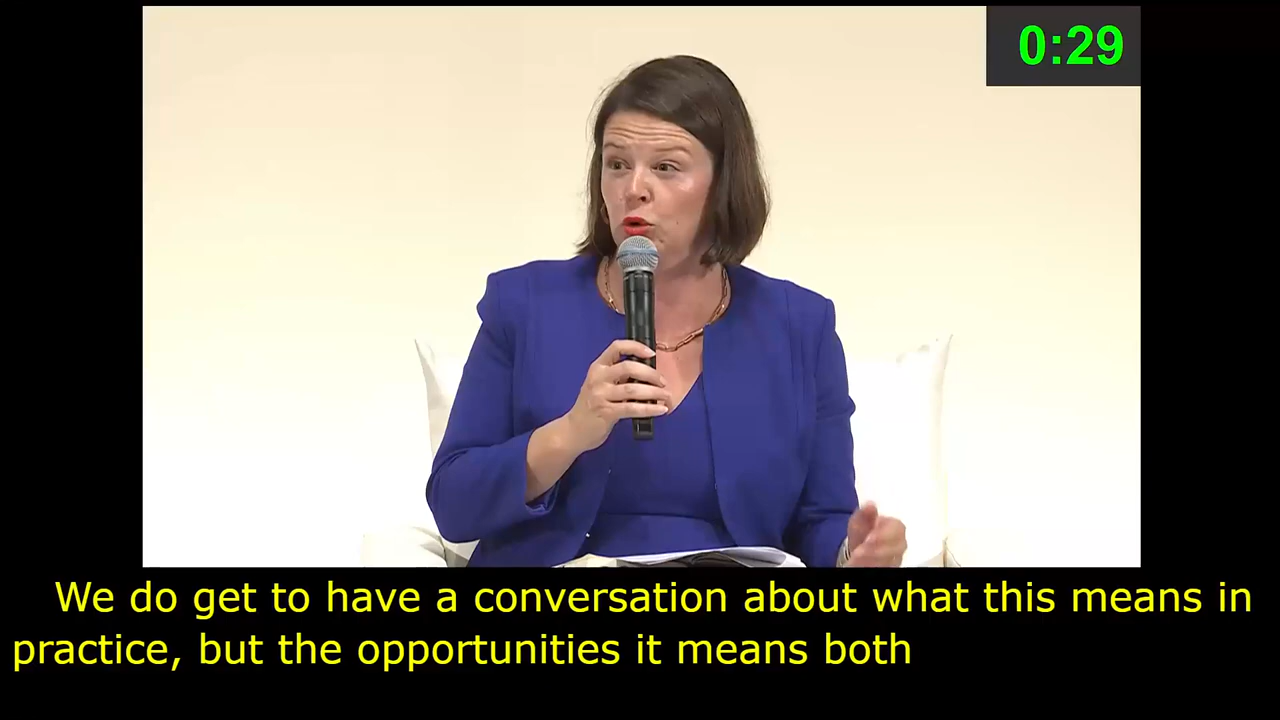 0:29
We do get to have a conversation about what this means in
practice, but the opportunities it means both